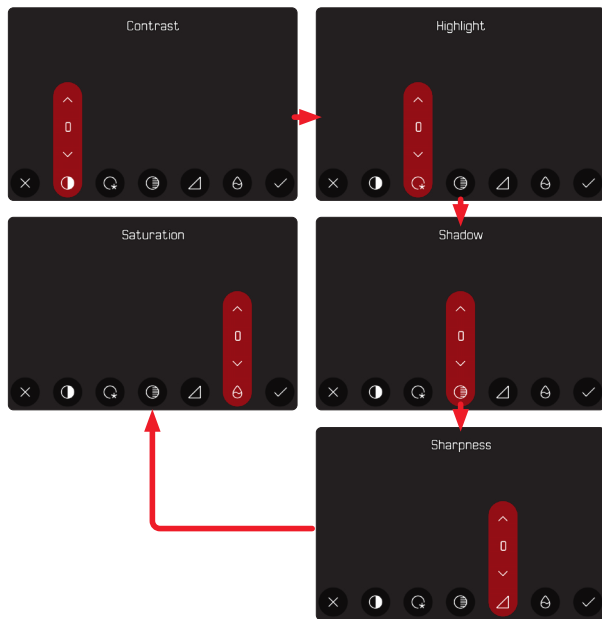 Contrast
0
Highlight
0
Shadow
0
Sharpness
0
Saturation
0